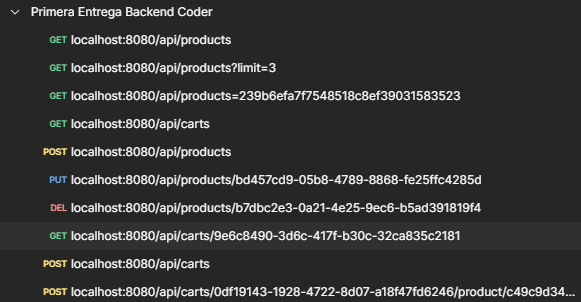 Primera Entrega Backend Coder
GET localhost:8080/api/products
GET localhost:8080/api/products?limit=3
GET localhost:8080/api/products=239b6efa7f7548518c8ef39031583523
GET localhost:8080/api/carts
POST localhost:8080/api/products
PUT localhost:8080/api/products/bd457cd9-05b8-4789-8868-fe25ffc4285d
DEL localhost:8080/api/products/b7dbc2e3-0a21-4e25-9ec6-b5ad391819f4
GET localhost:8080/api/carts/9e6c8490-3d6c-417f-b30c-32ca835c2181
POST localhost:8080/api/carts
POST localhost:8080/api/carts/0df19143-1928-4722-8d07-a18f47fd6246/product/c49c9d34...